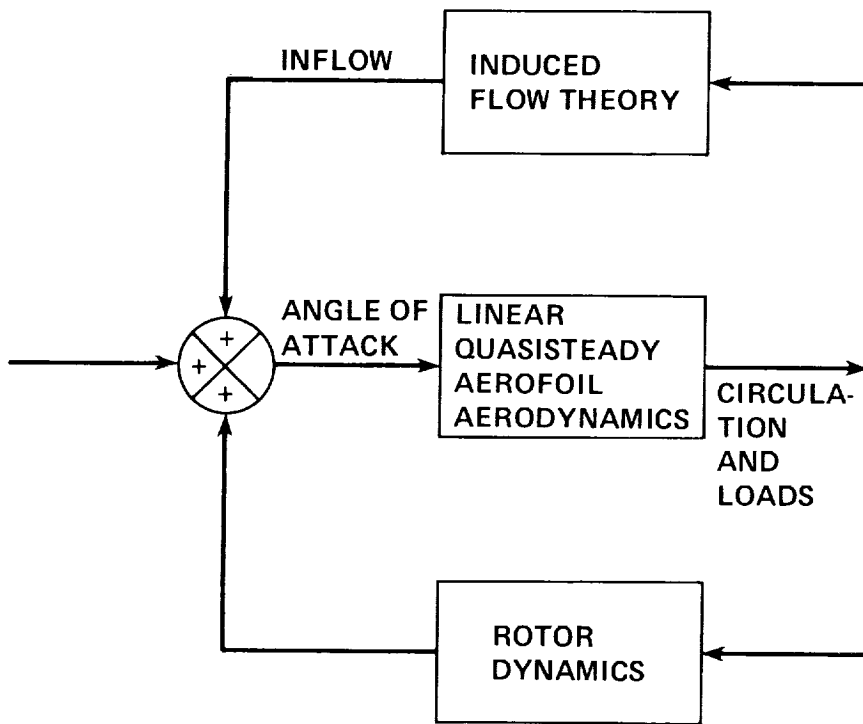 INFLOW
INDUCED
FLOW THEORY
+
+
+
ANGLE OF
ATTACK
LINEAR
QUASISTEADY
AEROFOIL
AERODYNAMICS
CIRCULA-
TION
AND
LOADS
ROTOR
DYNAMICS